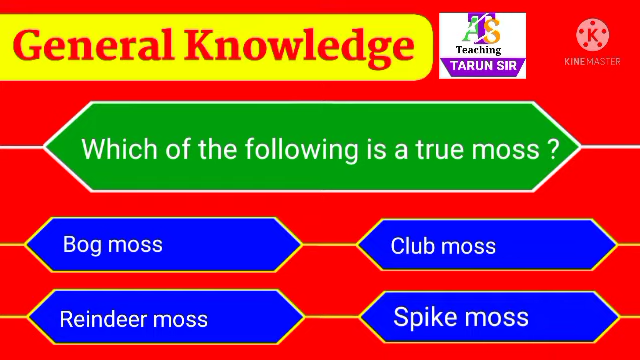 General Knowledge
ATS
Teaching
TARUN SIR
K
KINEMASTER
Which of the following is a true moss ?
Bog moss
Club moss
Reindeer moss
Spike moss